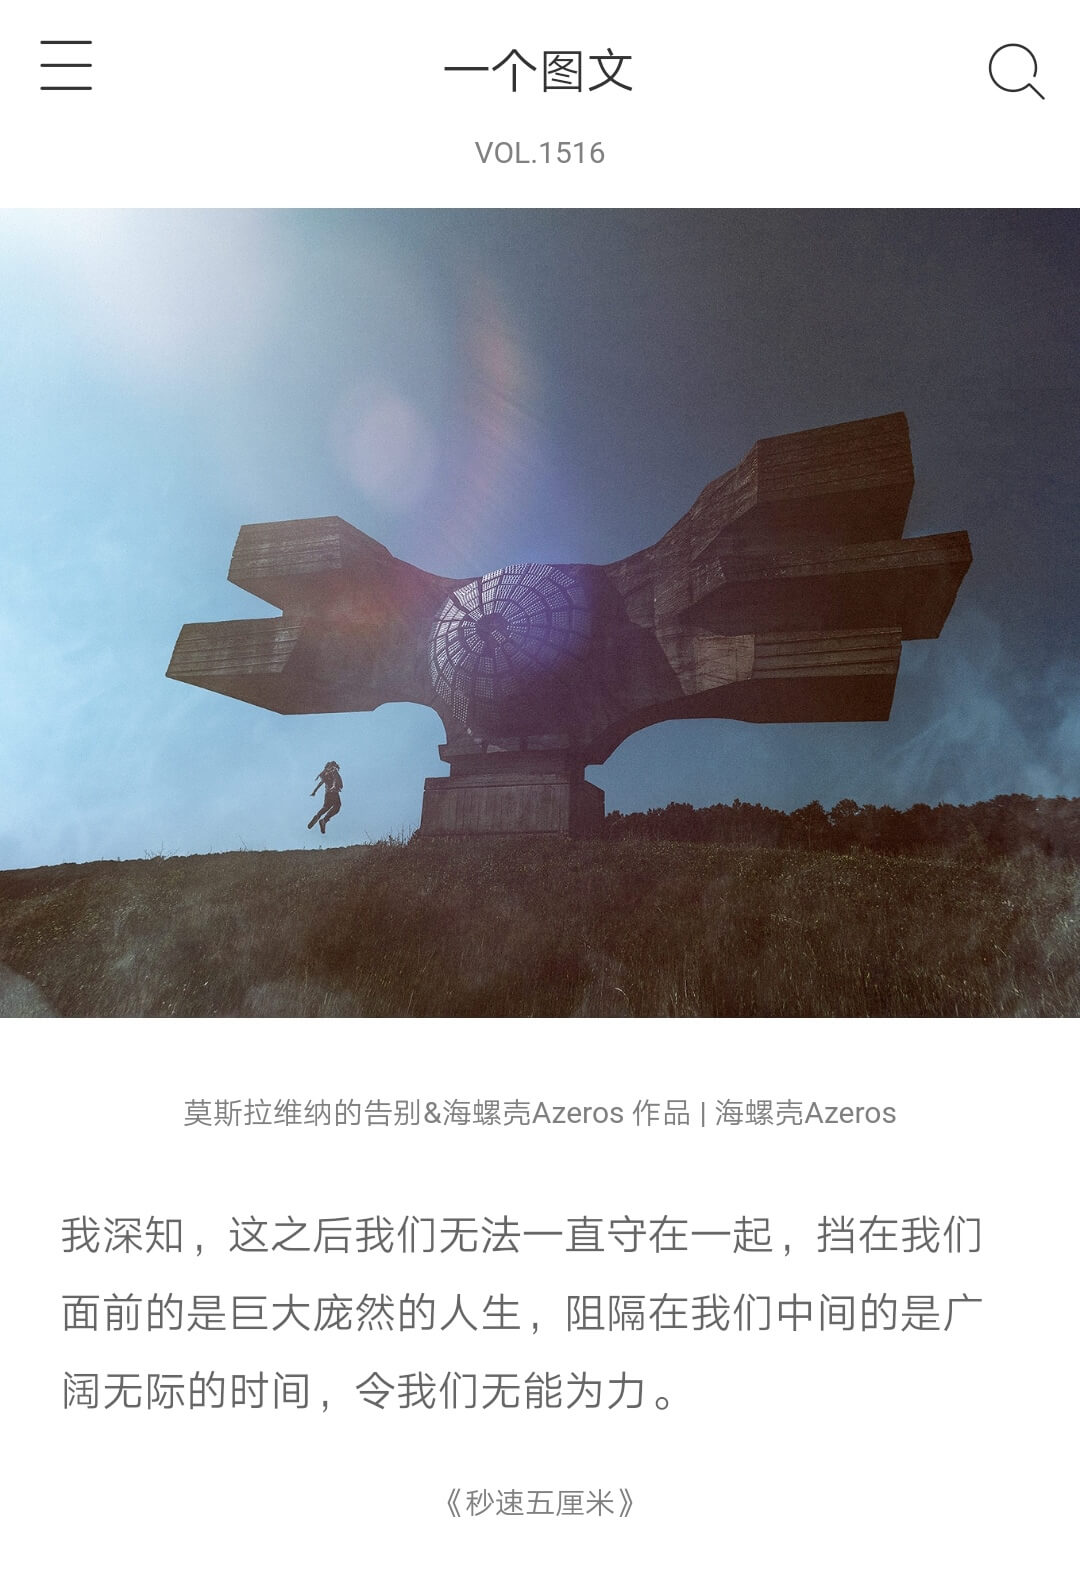 一个图文
VOL.1516
莫斯拉维纳的告别&海螺壳Azeros 作品 | 海螺壳Azeros
我深知，这之后我们无法一直守在一起，挡在我们
面前的是巨大庞然的人生，阻隔在我们中间的是广
阔无际的时间，令我们无能为力。
《秒速五厘米》